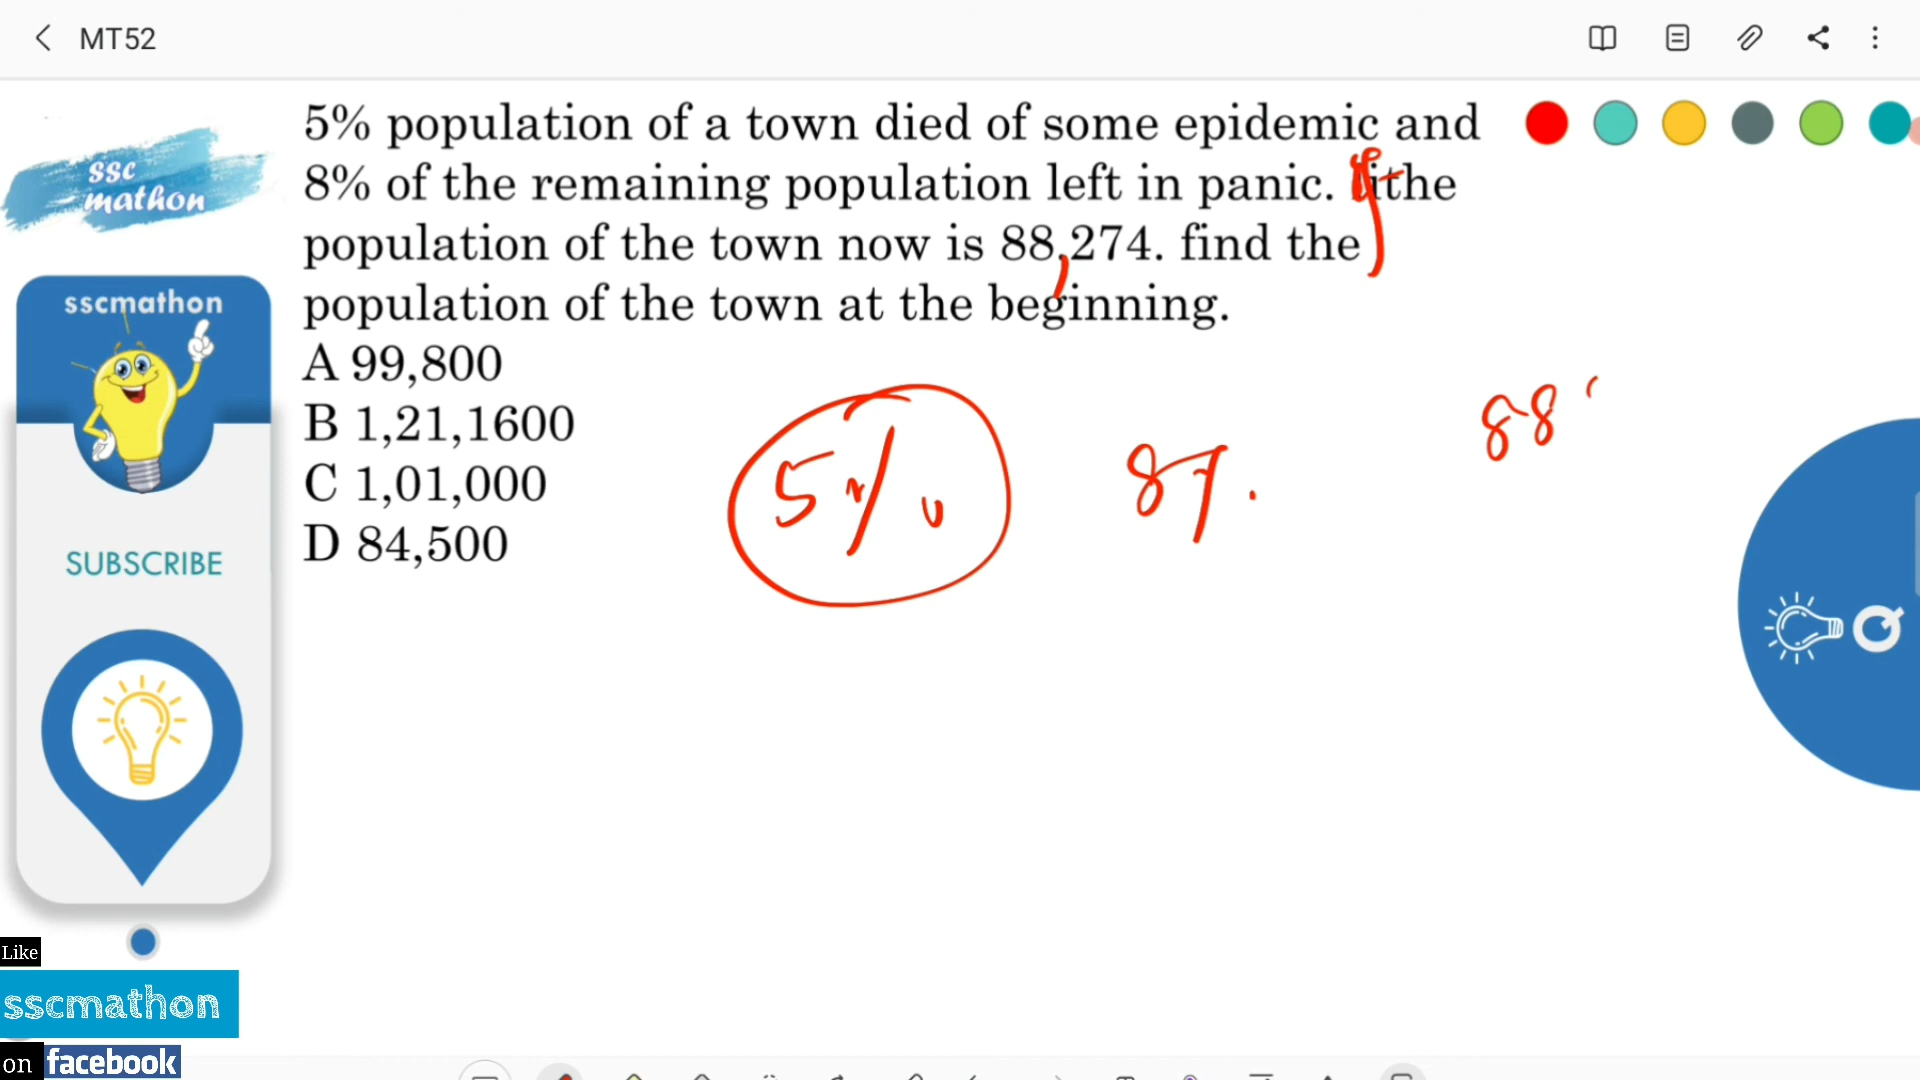 MT52
5% population of a town died of some epidemic and
8% of the remaining population left in panic. if the
population of the town now is 88,274. find the
population of the town at the beginning.
A 99,800
B 1,21,1600
C 1,01,000
D 84,500
5%
8%
88
ssc
mathon
sscmathon
SUBSCRIBE
Q
Like
sscmathon
on facebook